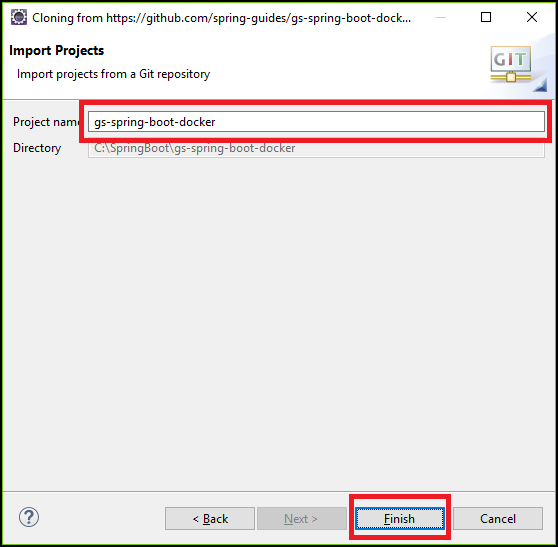 Cloning from https://github.com/spring-guides/gs-spring-boot-dock...
Import Projects
Import projects from a Git repository
GIT
Project name gs-spring-boot-docker
Directory C:\SpringBoot\gs-spring-boot-docker
? < Back Next > Finish Cancel